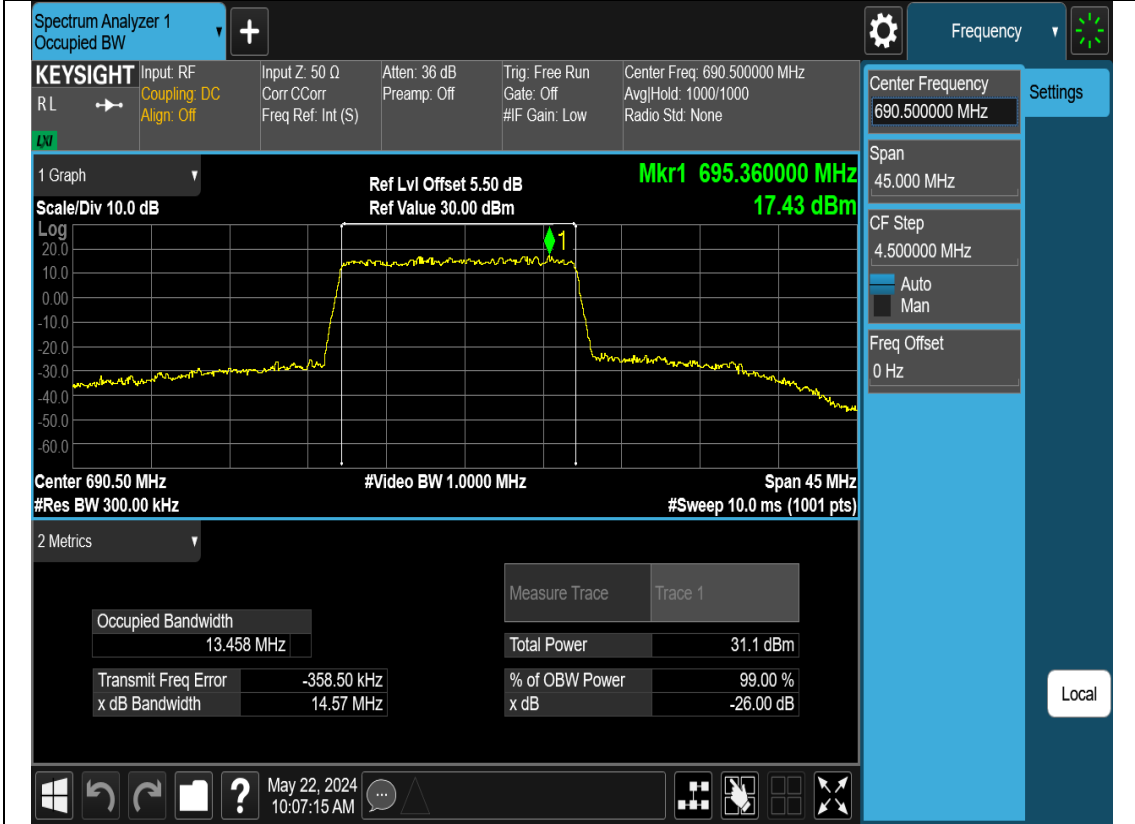 Spectrum Analyzer 1
Occupied BW
+
Frequency
KEYSIGHT
R L
LXI
Input: RF
Coupling: DC
Align: Off
Input Z: 50 Ω
Corr CCorr
Freq Ref: Int (S)
Atten: 36 dB
Preamp: Off
Trig: Free Run
Gate: Off
#IF Gain: Low
Center Freq: 690.500000 MHz
Avg|Hold: 1000/1000
Radio Std: None
Center Frequency
690.500000 MHz
Settings
Span
45.000 MHz
CF Step
4.500000 MHz
Auto
Man
Freq Offset
0 Hz
Local
1 Graph
Scale/Div 10.0 dB
Ref Lvl Offset 5.50 dB
Ref Value 30.00 dBm
Mkr1 695.360000 MHz
17.43 dBm
Log
20.0
10.0
0.00
-10.0
-20.0
-30.0
-40.0
-50.0
-60.0
1
Center 690.50 MHz
#Video BW 1.0000 MHz
Span 45 MHz
#Res BW 300.00 kHz
#Sweep 10.0 ms (1001 pts)
2 Metrics
Measure Trace Trace 1
Occupied Bandwidth
13.458 MHz
Total Power 31.1 dBm
Transmit Freq Error -358.50 kHz
% of OBW Power 99.00 %
x dB Bandwidth 14.57 MHz
x dB -26.00 dB
?
May 22, 2024
10:07:15 AM